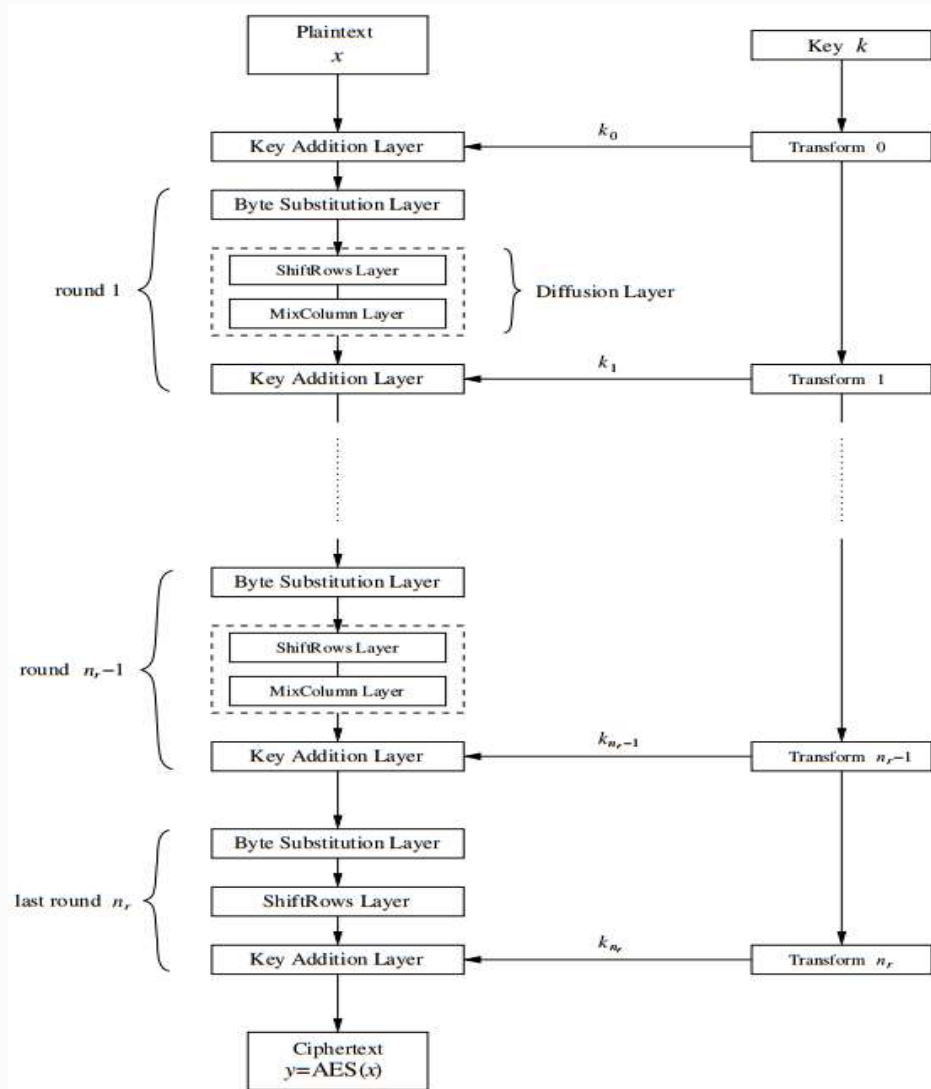 Plaintext
x
Key k
Key Addition Layer
k0
Transform 0
Byte Substitution Layer
ShiftRows Layer
round 1
Diffusion Layer
MixColumn Layer
Key Addition Layer
k1
Transform 1
Byte Substitution Layer
ShiftRows Layer
round nr−1
MixColumn Layer
Key Addition Layer
knr−1
Transform nr−1
Byte Substitution Layer
last round nr
ShiftRows Layer
Key Addition Layer
knr
Transform nr
Ciphertext
y=AES(x)